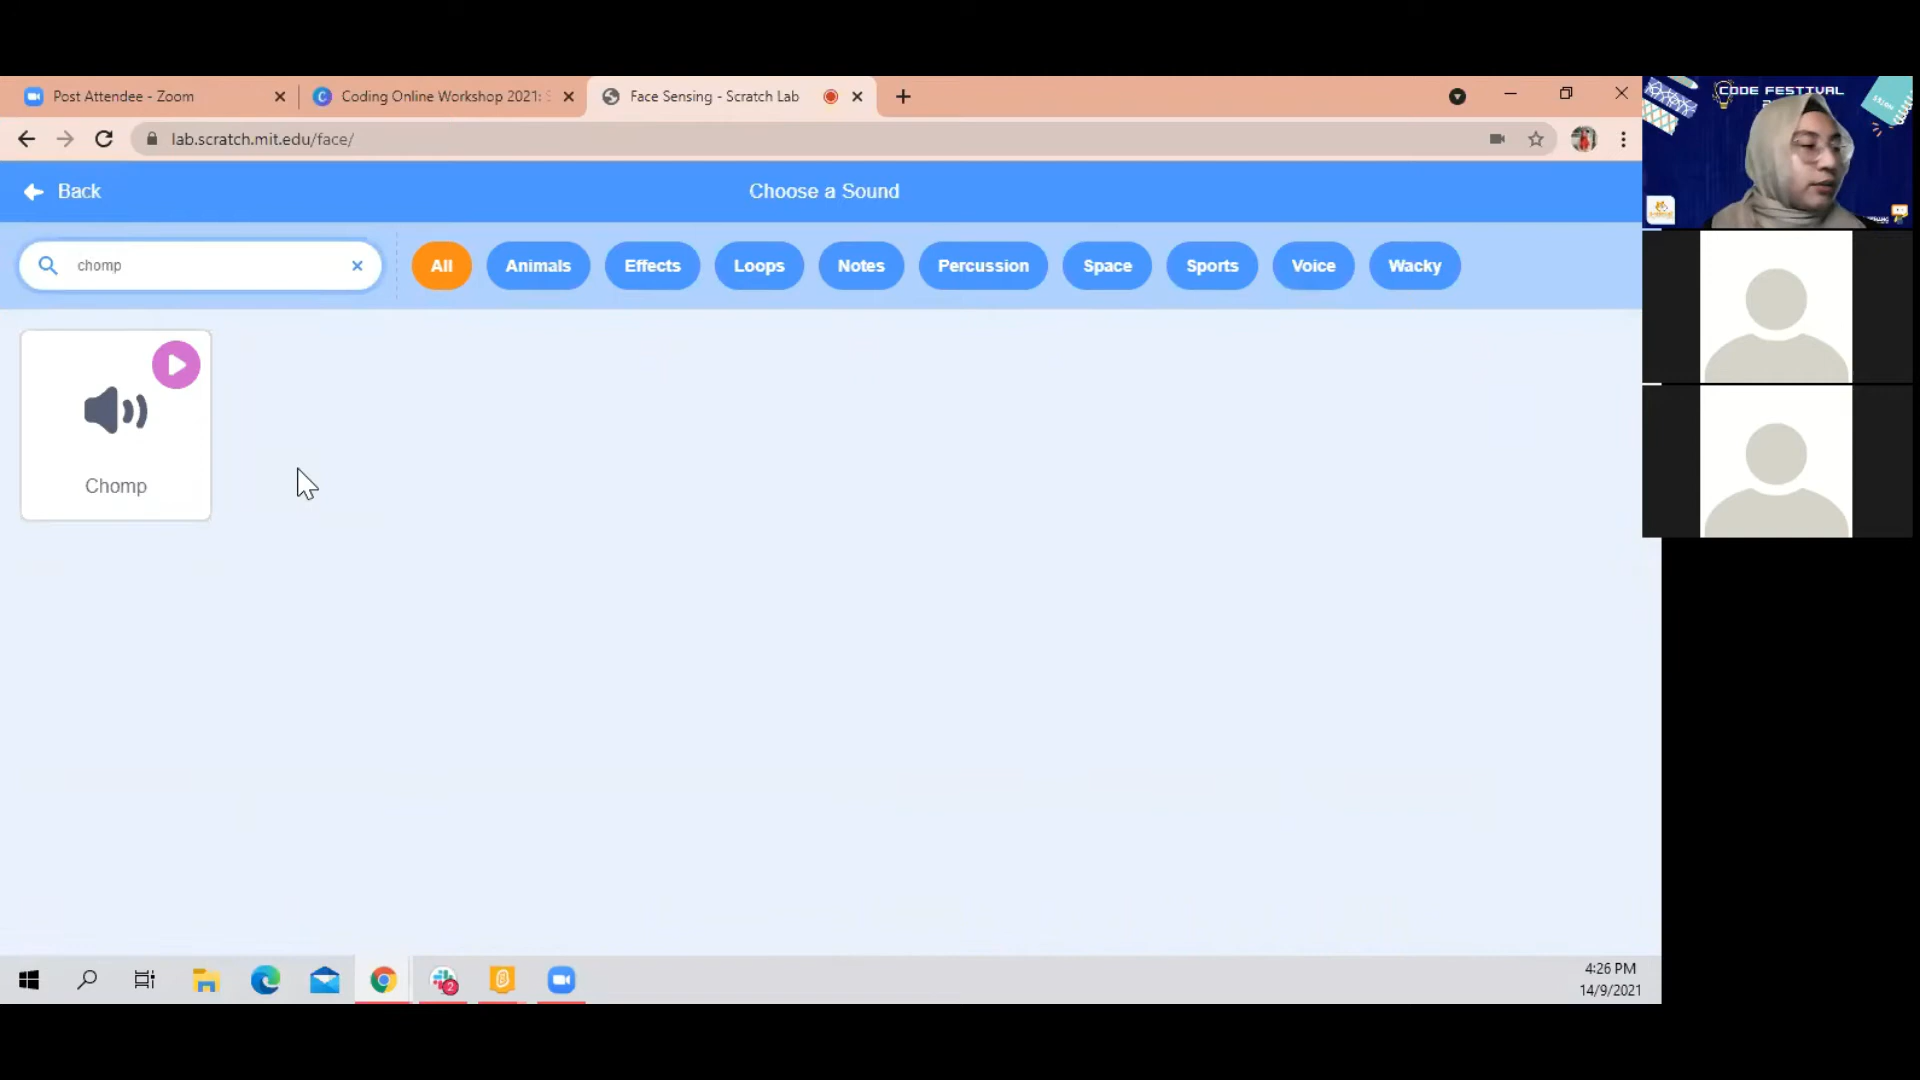 Post Attendee - Zoom
Coding Online Workshop 2021:
Face Sensing - Scratch Lab
CODE FESTIVAL
lab.scratch.mit.edu/face/
Back
Choose a Sound
chomp
All
Animals
Effects
Loops
Notes
Percussion
Space
Sports
Voice
Wacky
Chomp
2
4:26 PM
14/9/2021